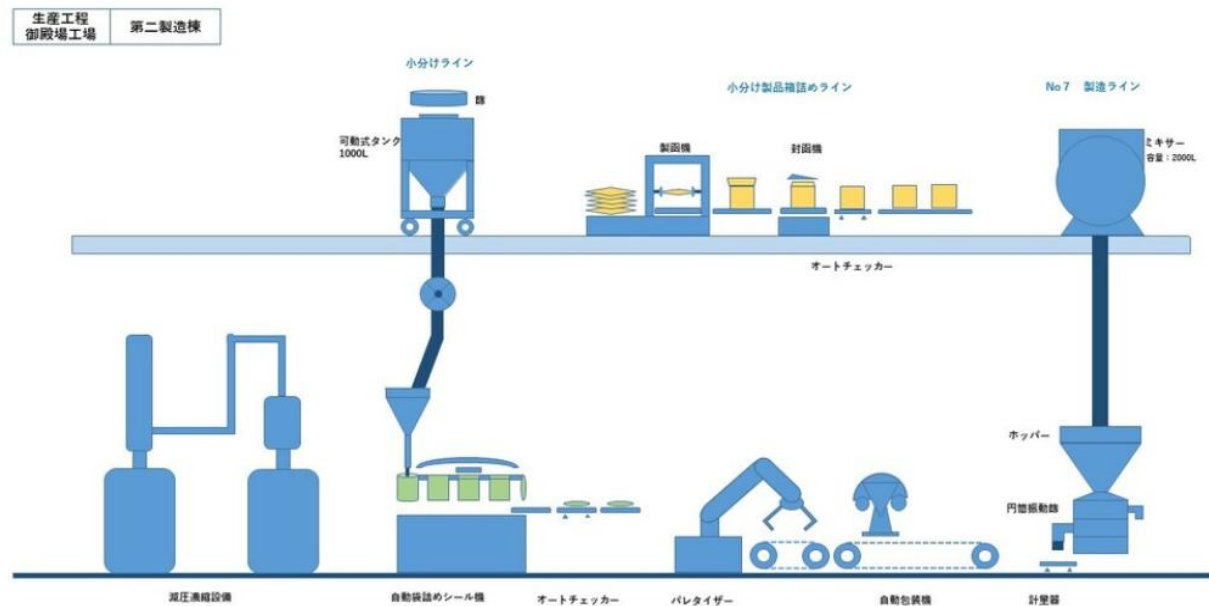 生産工程
御殿場工場
第二製造棟
小分けライン
篩
可動式タンク
1000L
小分け製品箱詰めライン
製函機
封函機
No7 製造ライン
ミキサー
容量:2000L
オートチェッカー
ホッパー
円筒振動篩
減圧濃縮設備
自動袋詰めシール機
オートチェッカー
パレタイザー
自動包装機
計量器